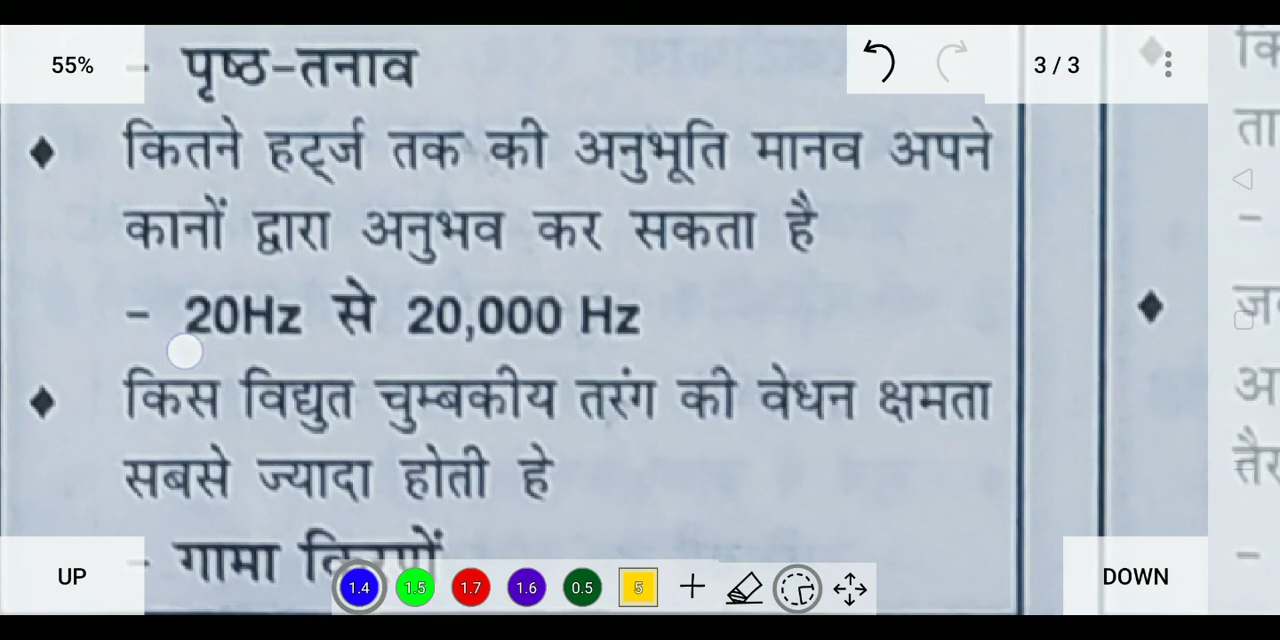 55%
- पृष्ठ-तनाव
3 / 3
कितने हर्ट्ज तक की अनुभूति मानव अपने
कानों द्वारा अनुभव कर सकता है
- 20Hz से 20,000 Hz
किस विद्युत चुम्बकीय तरंग की वेधन क्षमता
सबसे ज्यादा होती हे
- गामा किरणों
UP
1.4 1.5 1.7 1.6 0.5 5
DOWN
कि
ता
-
अ
तैर
-